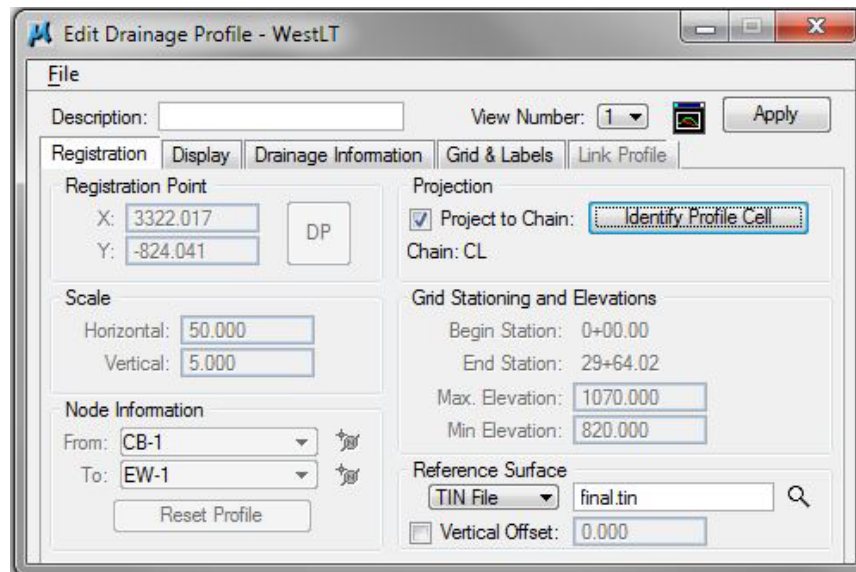 Edit Drainage Profile - WestLT
File
Description:
View Number: 1
Apply
Registration Display Drainage Information Grid & Labels Link Profile
Registration Point
X: 3322.017
Y: -824.041
DP
Scale
Horizontal: 50.000
Vertical: 5.000
Node Information
From: CB-1
To: EW-1
Reset Profile
Projection
Project to Chain: Identify Profile Cell
Chain: CL
Grid Stationing and Elevations
Begin Station: 0+00.00
End Station: 29+64.02
Max. Elevation: 1070.000
Min Elevation: 820.000
Reference Surface
TIN File final.tin
Vertical Offset: 0.000